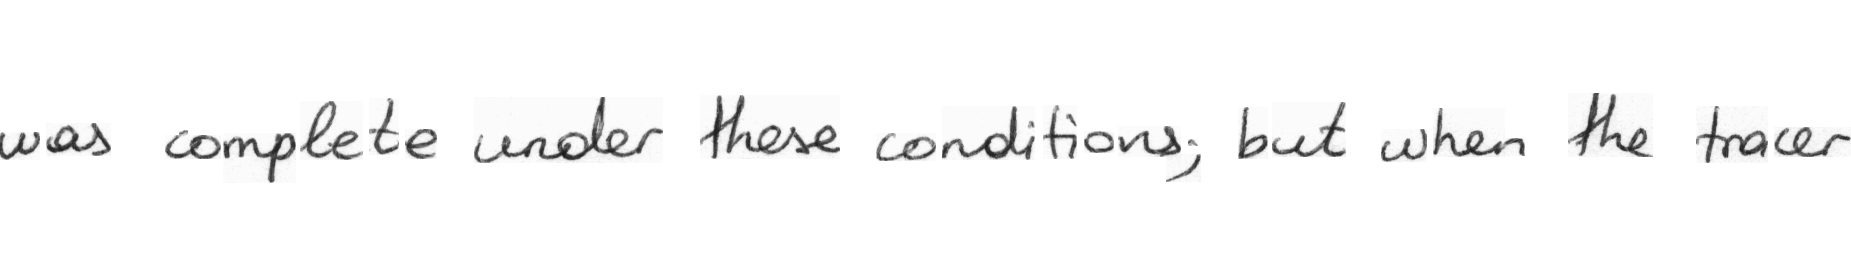 was complete under these conditions; but when the tracer